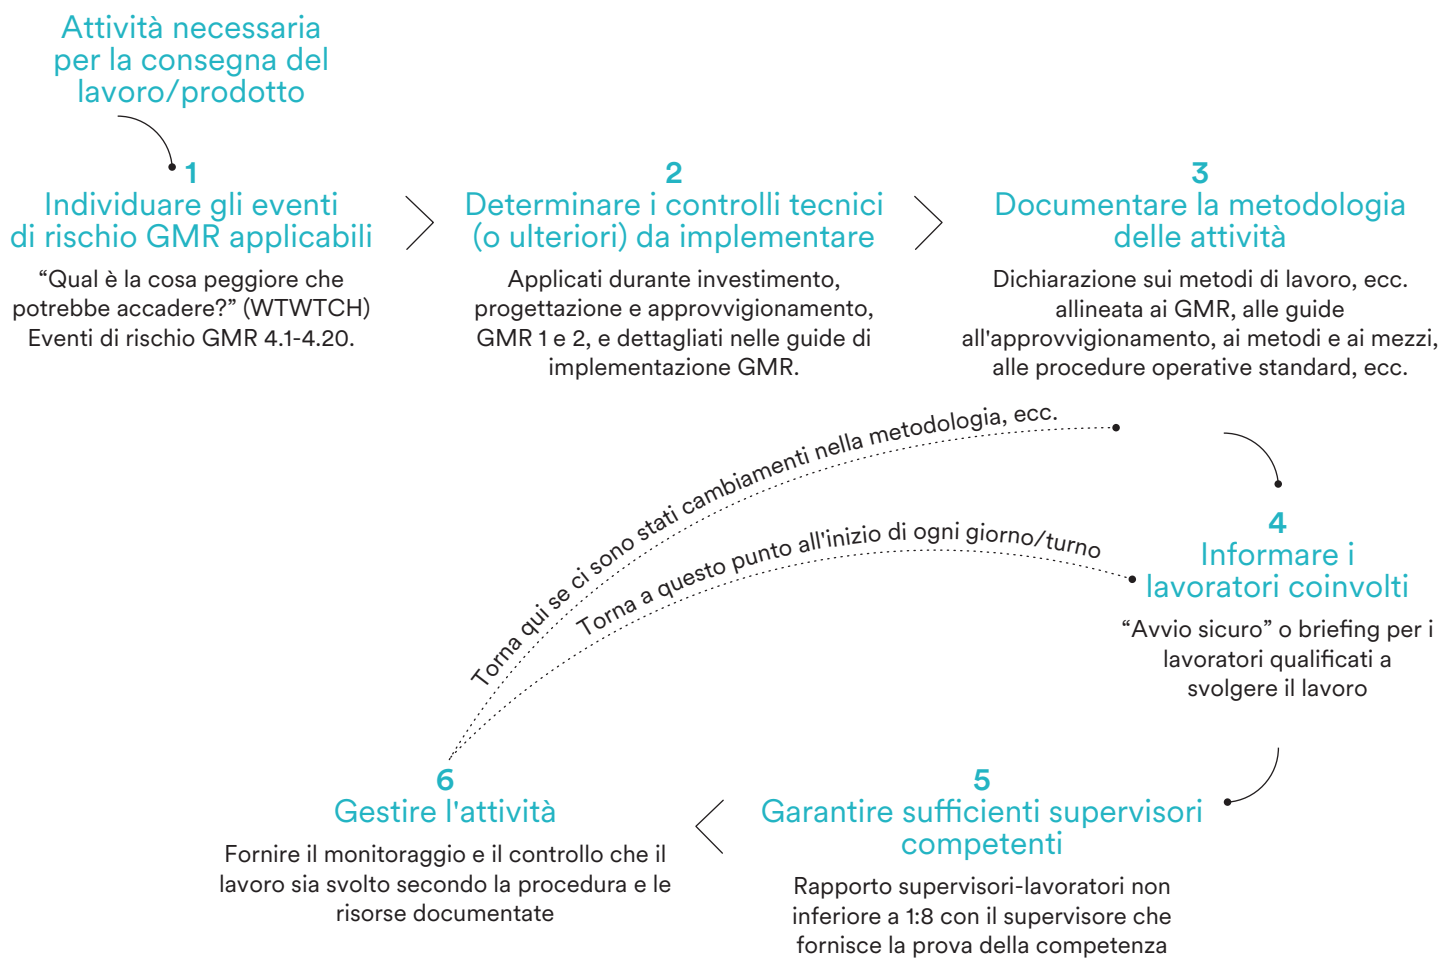 Attività necessaria
per la consegna del
lavoro/prodotto
1
Individuare gli eventi
di rischio GMR applicabili
“Qual è la cosa peggiore che
potrebbe accadere?” (WTWTCH)
Eventi di rischio GMR 4.1-4.20.
2
Determinare i controlli tecnici
(o ulteriori) da implementare
Applicati durante investimento,
progettazione e approvvigionamento,
GMR 1 e 2, e dettagliati nelle guide di
implementazione GMR.
3
Documentare la metodologia
delle attività
Dichiarazione sui metodi di lavoro, ecc.
allineata ai GMR, alle guide
all'approvvigionamento, ai metodi e ai mezzi,
alle procedure operative standard, ecc.
Torna qui se ci sono stati cambiamenti nella metodologia, ecc.
Torna a questo punto all'inizio di ogni giorno/turno
4
Informare i
lavoratori coinvolti
“Avvio sicuro” o briefing per i
lavoratori qualificati a
svolgere il lavoro
5
Garantire sufficienti supervisori
competenti
Rapporto supervisori-lavoratori non
inferiore a 1:8 con il supervisore che
fornisce la prova della competenza
6
Gestire l'attività
Fornire il monitoraggio e il controllo che il
lavoro sia svolto secondo la procedura e le
risorse documentate